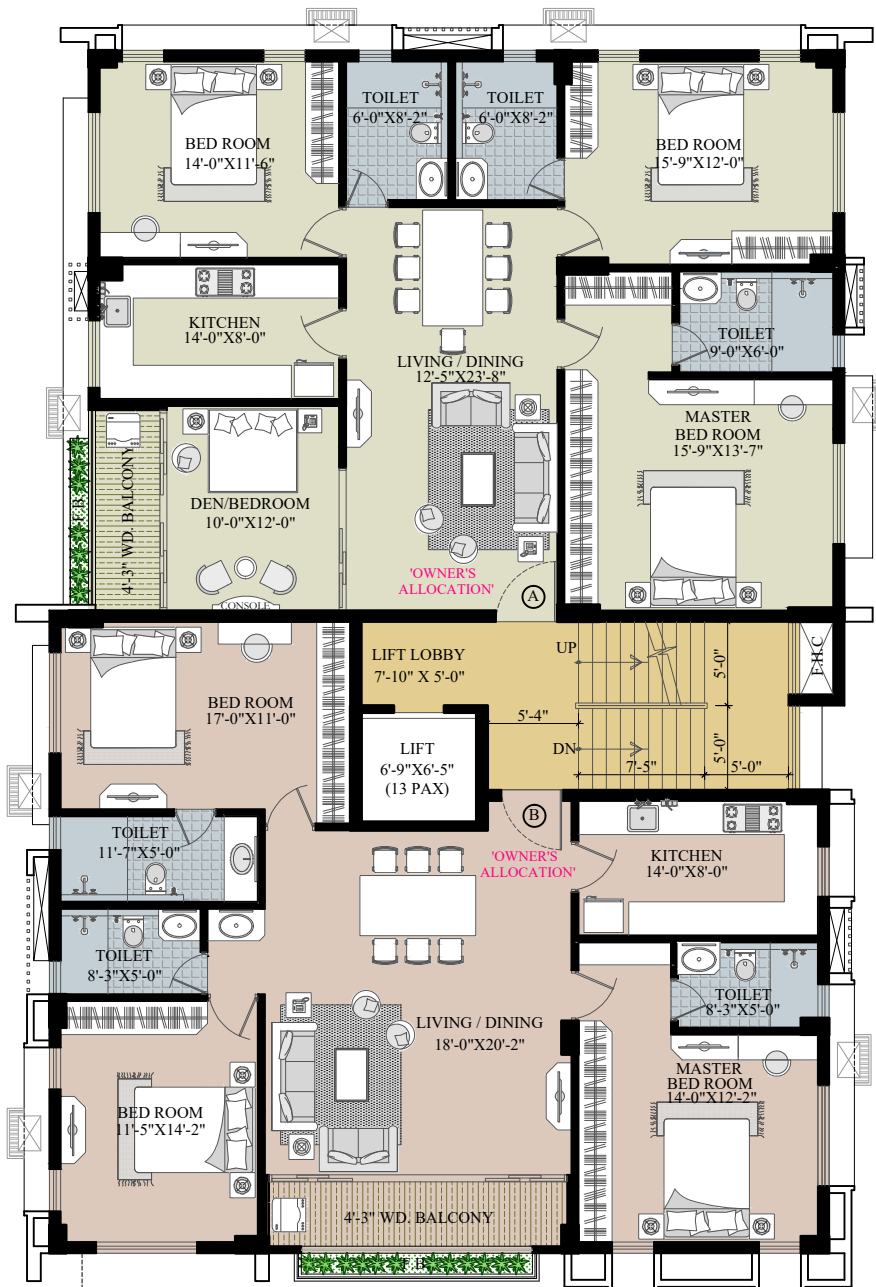 TOILET
6'-0"X8'-2"
TOILET
6'-0"X8'-2"
BED ROOM
14'-0"X11'-6"
BED ROOM
15'-9"X12'-0"
KITCHEN
14'-0"X8'-0"
TOILET
9'-0"X6'-0"
LIVING / DINING
12'-5"X23'-8"
MASTER
BED ROOM
15'-9"X13'-7"
4'-3" WD. BALCONY
F.B.
DEN/BEDROOM
10'-0"X12'-0"
CONSOLE
'OWNER'S
ALLOCATION'
A
LIFT LOBBY
7'-10" X 5'-0"
UP
5'-0"
F.H.C
BED ROOM
17'-0"X11'-0"
5'-4"
LIFT
6'-9"X6'-5"
(13 PAX)
DN
5'-0"
7'-5"
5'-0"
B
TOILET
11'-7"X5'-0"
'OWNER'S
ALLOCATION'
KITCHEN
14'-0"X8'-0"
TOILET
8'-3"X5'-0"
TOILET
8'-3"X5'-0"
LIVING / DINING
18'-0"X20'-2"
MASTER
BED ROOM
14'-0"X12'-2"
BED ROOM
11'-5"X14'-2"
4'-3" WD. BALCONY
F.B.